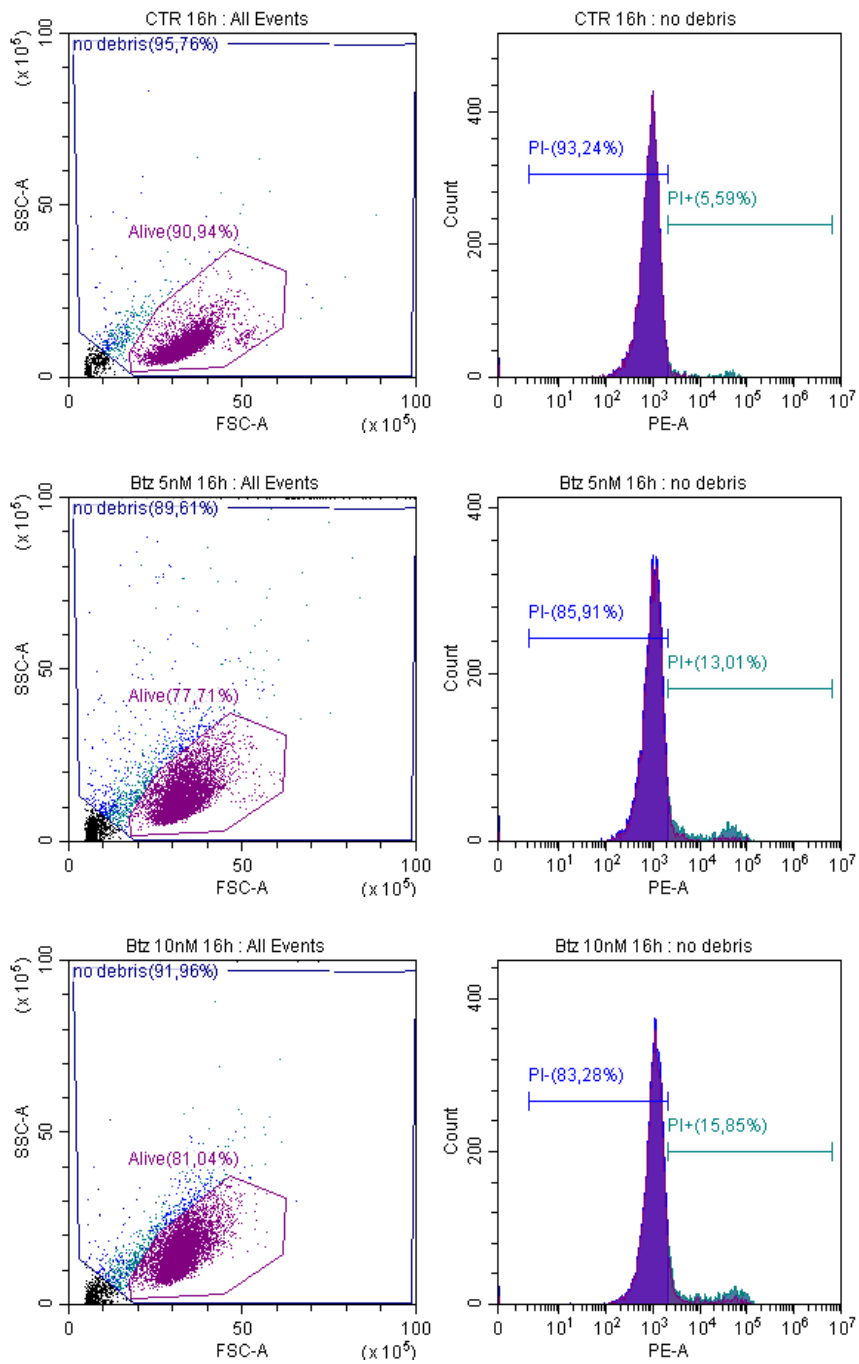 CTR 16h : All Events
(x 10⁵)
100
no debris(95,76%)
SSC-A
50
Alive(90,94%)
0
0
50
100
FSC-A
(x 10⁵)
CTR 16h : no debris
Count
400
PI-(93,24%)
PI+(5,59%)
200
0
0
10¹
10²
10³
10⁴
10⁵
10⁶
10⁷
PE-A
Btz 5nM 16h : All Events
(x 10⁵)
100
no debris(89,61%)
SSC-A
50
Alive(77,71%)
0
0
50
100
FSC-A
(x 10⁵)
Btz 5nM 16h : no debris
Count
400
PI-(85,91%)
PI+(13,01%)
200
0
0
10¹
10²
10³
10⁴
10⁵
10⁶
10⁷
PE-A
Btz 10nM 16h : All Events
(x 10⁵)
100
no debris(91,96%)
SSC-A
50
Alive(81,04%)
0
0
50
100
FSC-A
(x 10⁵)
Btz 10nM 16h : no debris
Count
400
PI-(83,28%)
PI+(15,85%)
200
0
0
10¹
10²
10³
10⁴
10⁵
10⁶
10⁷
PE-A